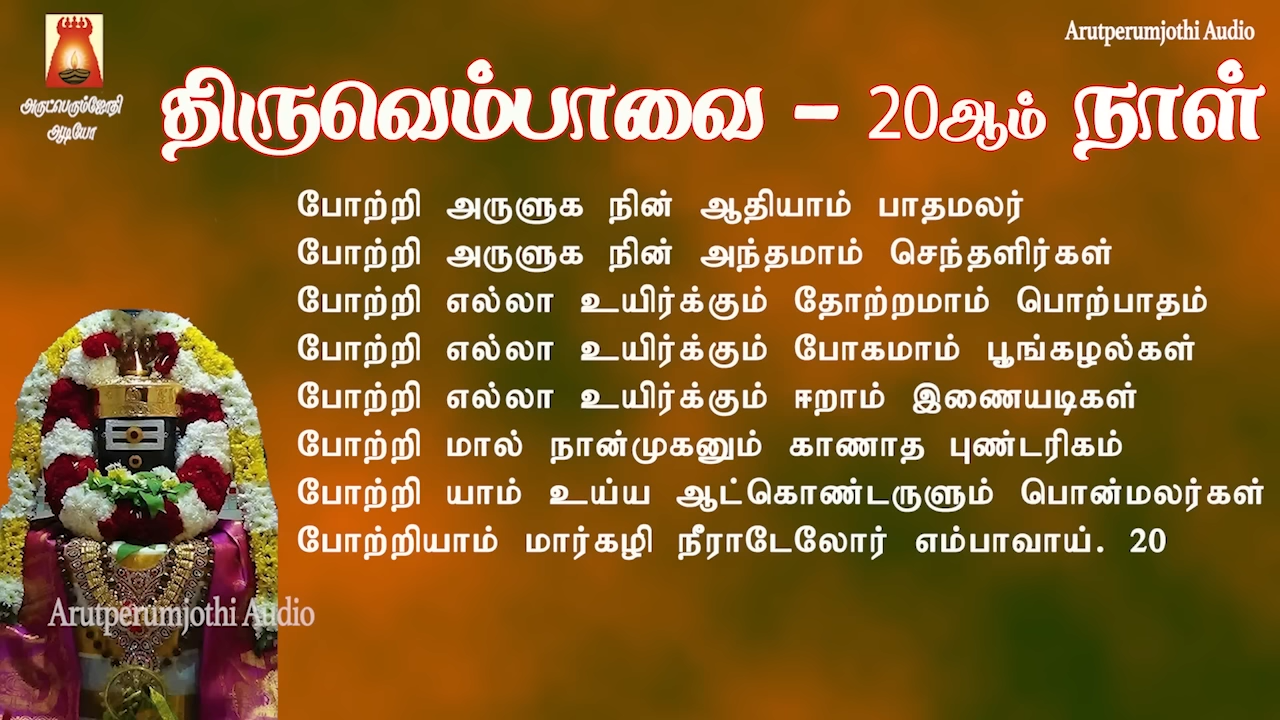 Arutperumjothi Audio
அருட்பெரும்ஜோதி
ஆடியோ
திருவெம்பாவை - 20ஆம் நாள்
போற்றி அருளுக நின் ஆதியாம் பாதமலர்
போற்றி அருளுக நின் அந்தமாம் செந்தளிர்கள்
போற்றி எல்லா உயிர்க்கும் தோற்றமாம் பொற்பாதம்
போற்றி எல்லா உயிர்க்கும் போகமாம் பூங்கழல்கள்
போற்றி எல்லா உயிர்க்கும் ஈறாம் இணையடிகள்
போற்றி மால் நான்முகனும் காணாத புண்டரிகம்
போற்றி யாம் உய்ய ஆட்கொண்டருளும் பொன்மலர்கள்
போற்றியாம் மார்கழி நீராடேலோர் எம்பாவாய். 20
Arutperumjothi Audio